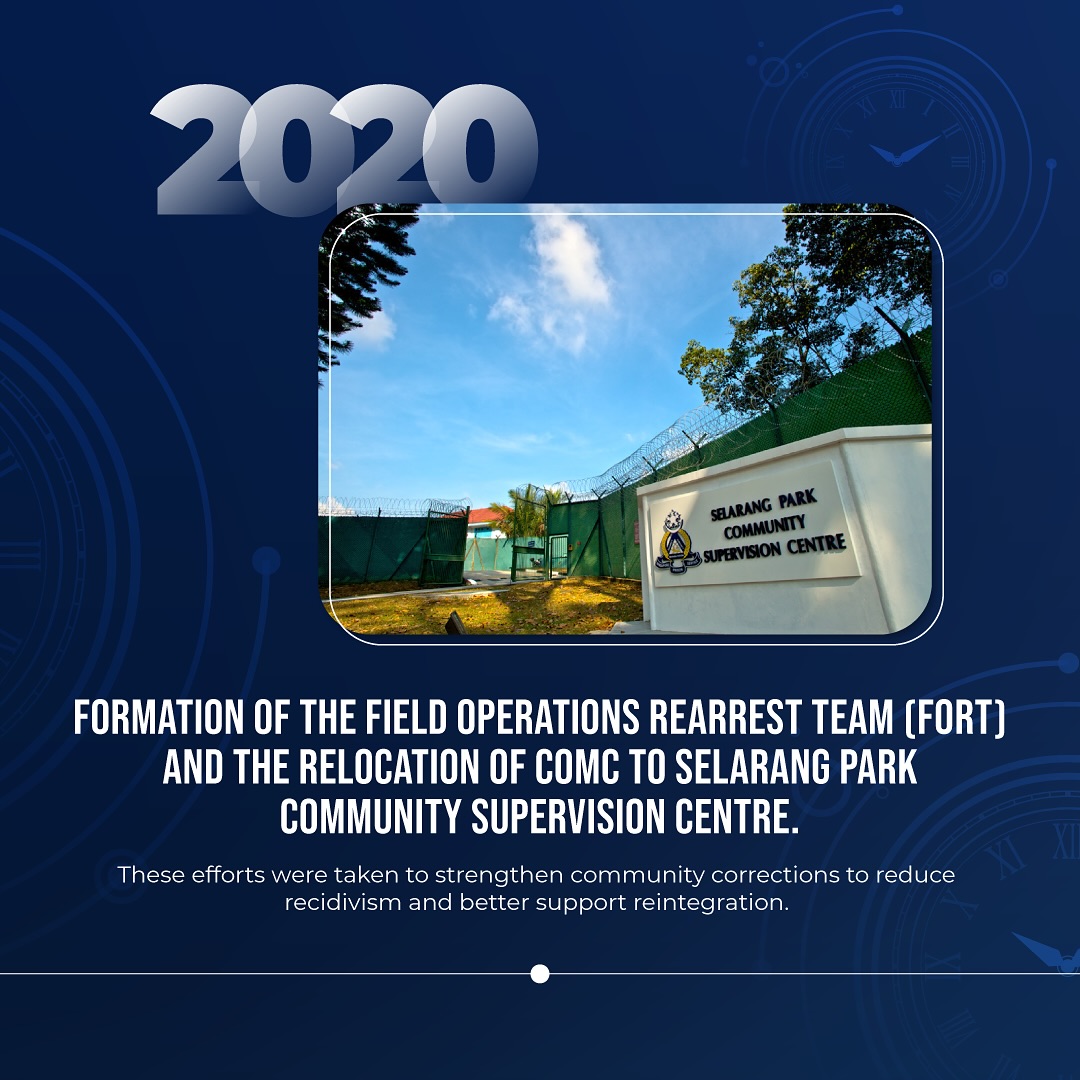 2020
SELARANG PARK
COMMUNITY
SUPERVISION CENTRE
FORMATION OF THE FIELD OPERATIONS REARREST TEAM (FORT)
AND THE RELOCATION OF COMC TO SELARANG PARK
COMMUNITY SUPERVISION CENTRE.
These efforts were taken to strengthen community corrections to reduce
recidivism and better support reintegration.